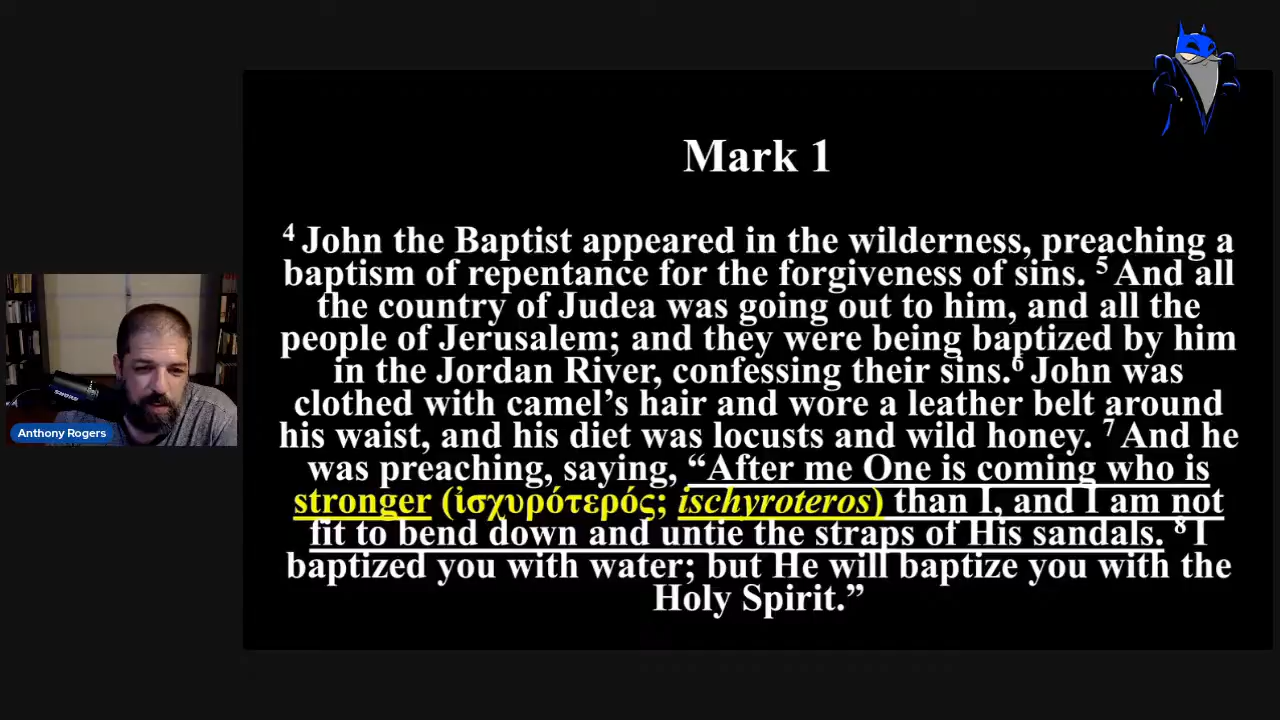 Mark 1
4 John the Baptist appeared in the wilderness, preaching a
baptism of repentance for the forgiveness of sins. 5 And all
the country of Judea was going out to him, and all the
people of Jerusalem; and they were being baptized by him
in the Jordan River, confessing their sins.6 John was
clothed with camel’s hair and wore a leather belt around
his waist, and his diet was locusts and wild honey. 7 And he
was preaching, saying, “After me One is coming who is
stronger (ἰσχυρότερός; ischyroteros) than I, and I am not
fit to bend down and untie the straps of His sandals. 8 I
baptized you with water; but He will baptize you with the
Holy Spirit.”
SHURE
Anthony Rogers